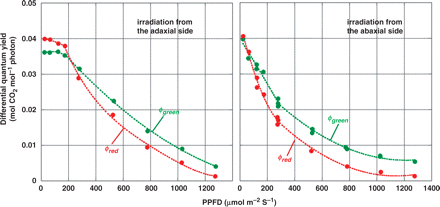 Differential quantum yield
(mol CO2 mol−1 photon)
0.05
0.04
0.03
0.02
0.01
0
irradiation from
the adaxial side
ϕgreen
ϕred
0 200 400 600 800 1000 1200
irradiation from
the abaxial side
ϕgreen
ϕred
0 200 400 600 800 1000 1200 1400
PPFD (μmol m−2 S−1)